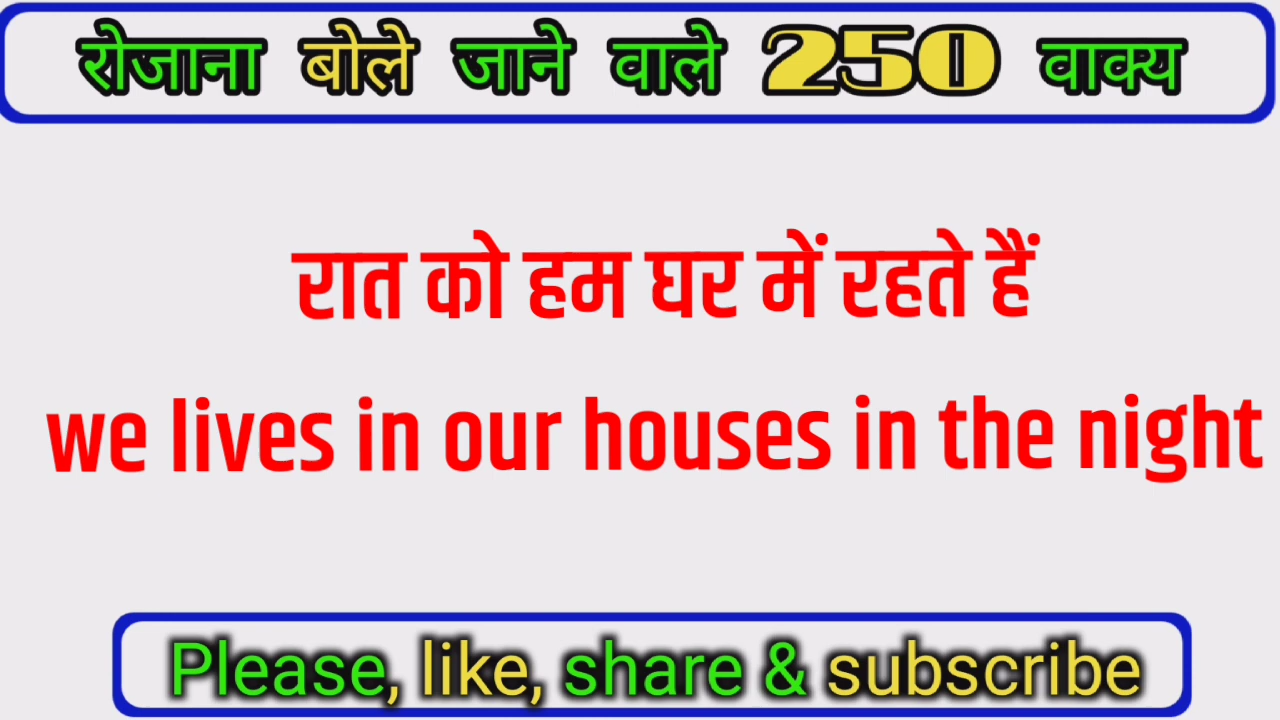 रोजाना बोले जाने वाले 250 वाक्य
रात को हम घर में रहते हैं
we lives in our houses in the night
Please, like, share & subscribe